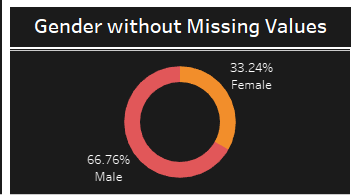 Gender without Missing Values
33.24%
Female
66.76%
Male